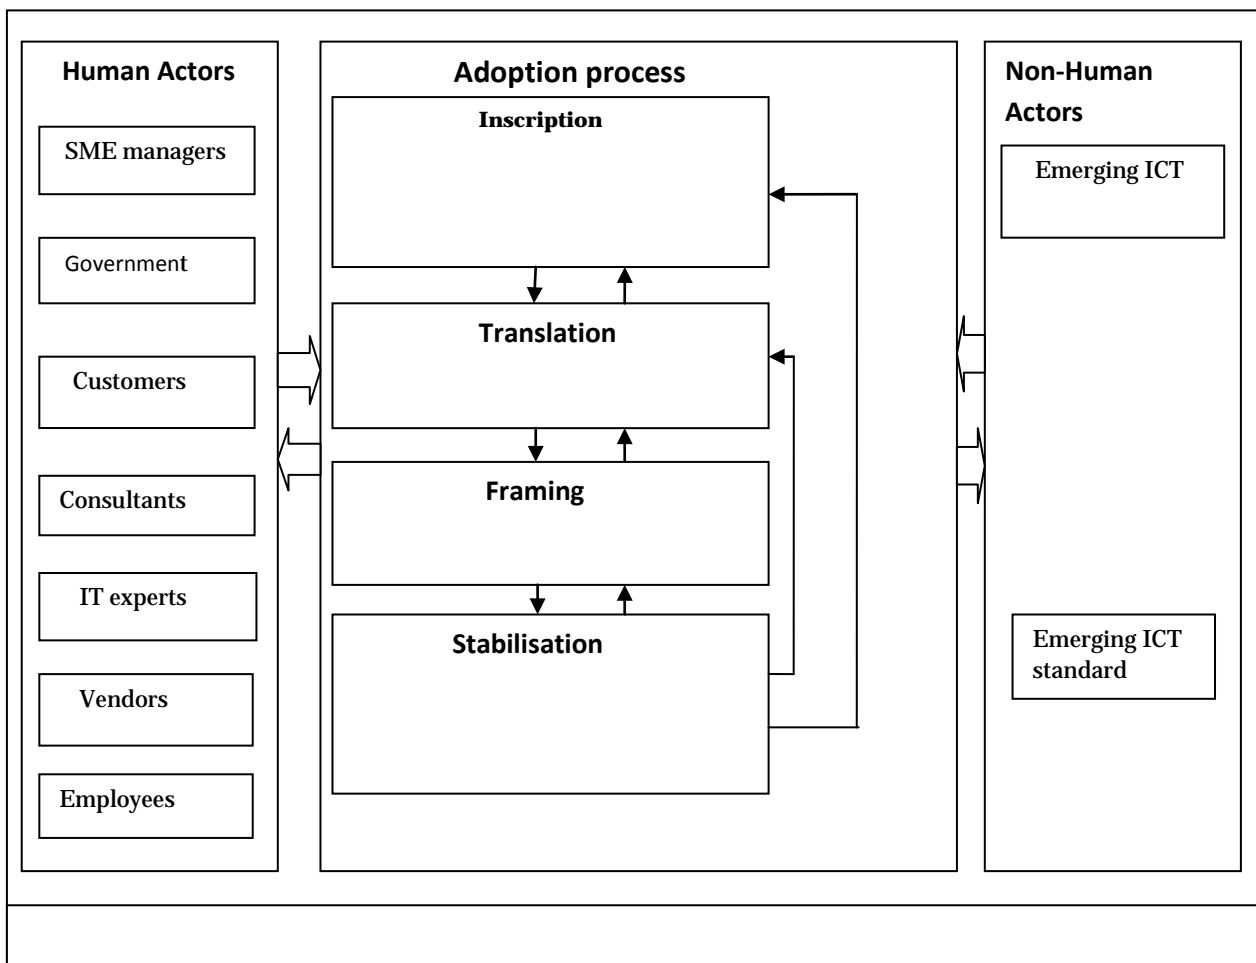 Human Actors
SME managers
Government
Customers
Consultants
IT experts
Vendors
Employees
Adoption process
Inscription
Translation
Framing
Stabilisation
Non-Human
Actors
Emerging ICT
Emerging ICT
standard